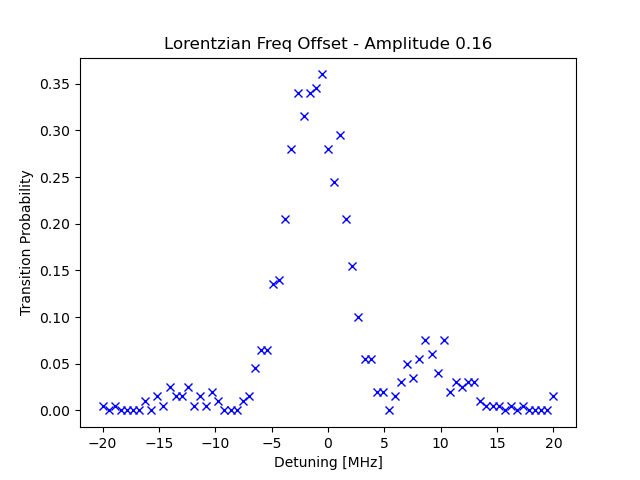 Lorentzian Freq Offset - Amplitude 0.16
Transition Probability
0.35
0.30
0.25
0.20
0.15
0.10
0.05
0.00
−20 −15 −10 −5 0 5 10 15 20
Detuning [MHz]